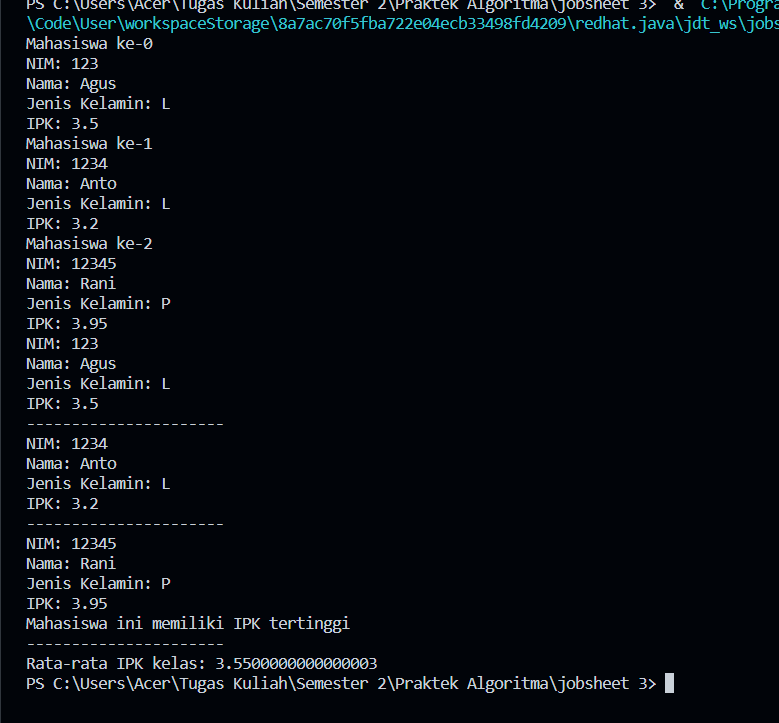 PS C:\Users\Acer\Tugas Kuliah\Semester 2\Praktek Algoritma\jobsheet 3>  &  C:\Progra
\Code\User\workspaceStorage\8a7ac70f5fba722e04ecb33498fd4209\redhat.java\jdt_ws\jobs
Mahasiswa ke-0
NIM: 123
Nama: Agus
Jenis Kelamin: L
IPK: 3.5
Mahasiswa ke-1
NIM: 1234
Nama: Anto
Jenis Kelamin: L
IPK: 3.2
Mahasiswa ke-2
NIM: 12345
Nama: Rani
Jenis Kelamin: P
IPK: 3.95
NIM: 123
Nama: Agus
Jenis Kelamin: L
IPK: 3.5
----------------------
NIM: 1234
Nama: Anto
Jenis Kelamin: L
IPK: 3.2
----------------------
NIM: 12345
Nama: Rani
Jenis Kelamin: P
IPK: 3.95
Mahasiswa ini memiliki IPK tertinggi
----------------------
Rata-rata IPK kelas: 3.5500000000000003
PS C:\Users\Acer\Tugas Kuliah\Semester 2\Praktek Algoritma\jobsheet 3>